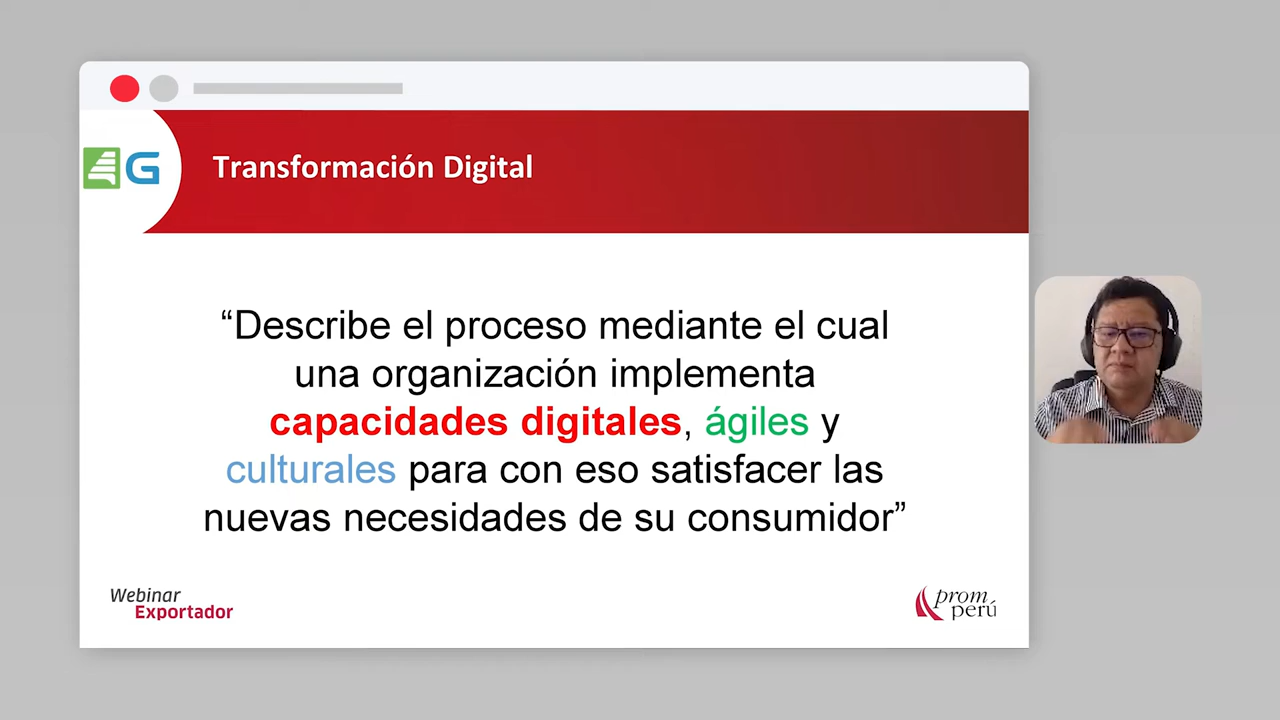 G
Transformación Digital
“Describe el proceso mediante el cual
una organización implementa
capacidades digitales, ágiles y
culturales para con eso satisfacer las
nuevas necesidades de su consumidor”
Webinar
Exportador
prom
perú